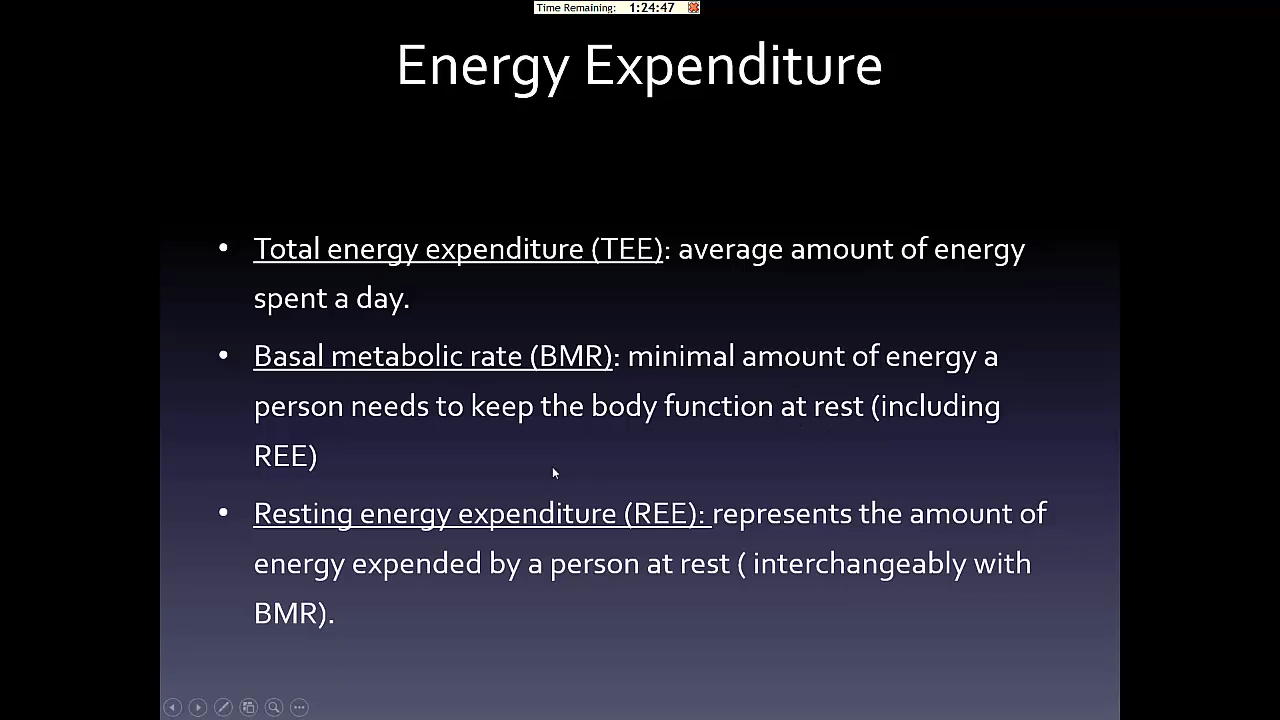 Time Remaining: 1:24:47
Energy Expenditure
• Total energy expenditure (TEE): average amount of energy
spent a day.
• Basal metabolic rate (BMR): minimal amount of energy a
person needs to keep the body function at rest (including
REE)
• Resting energy expenditure (REE): represents the amount of
energy expended by a person at rest ( interchangeably with
BMR).